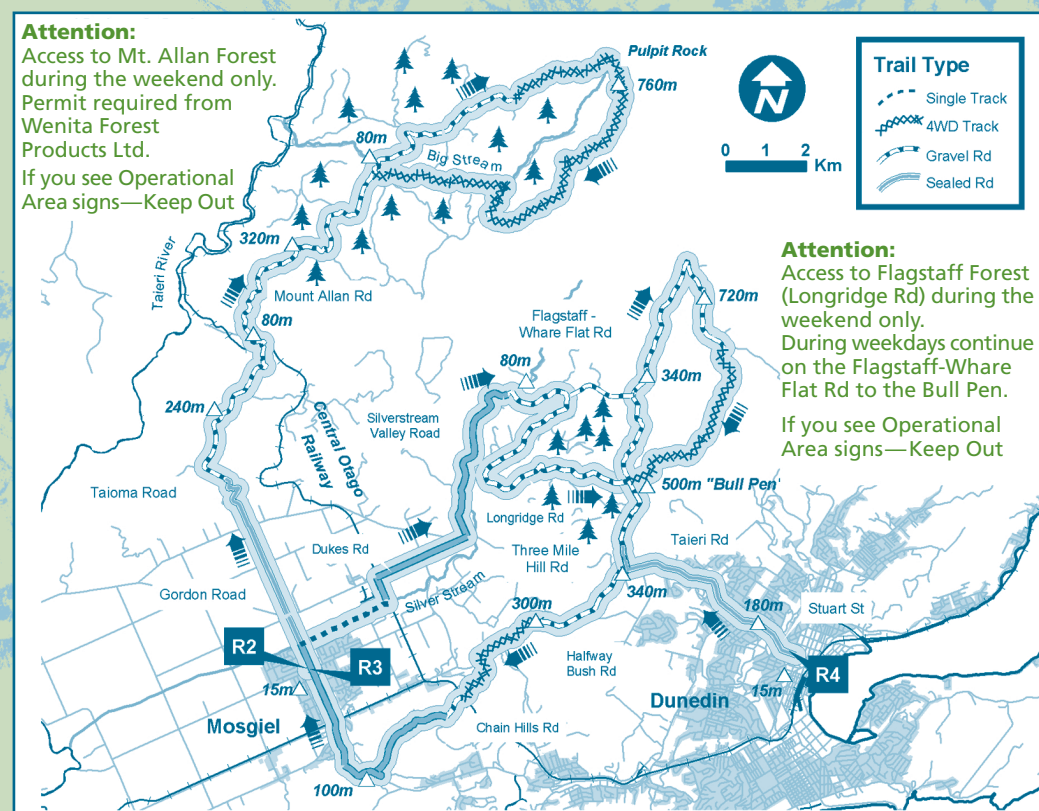 Attention:
Access to Mt. Allan Forest
during the weekend only.
Permit required from
Wenita Forest
Products Ltd.
If you see Operational
Area signs—Keep Out
Pulpit Rock
760m
N
0 1 2 Km
Trail Type
Single Track
4WD Track
Gravel Rd
Sealed Rd
80m
Big Stream
320m
Taieri River
Mount Allan Rd
80m
Attention:
Access to Flagstaff Forest
(Longridge Rd) during the
weekend only.
During weekdays continue
on the Flagstaff-Whare
Flat Rd to the Bull Pen.
If you see Operational
Area signs—Keep Out
720m
Flagstaff -
Whare Flat Rd
80m
340m
240m
Central Otago
Railway
Silverstream
Valley Road
Taioma Road
500m "Bull Pen'
Longridge Rd
Dukes Rd
Three Mile
Hill Rd
Taieri Rd
Gordon Road
Silver Stream
340m
300m
180m
Stuart St
R2
R3
Halfway
Bush Rd
R4
15m
15m
Dunedin
Mosgiel
Chain Hills Rd
100m